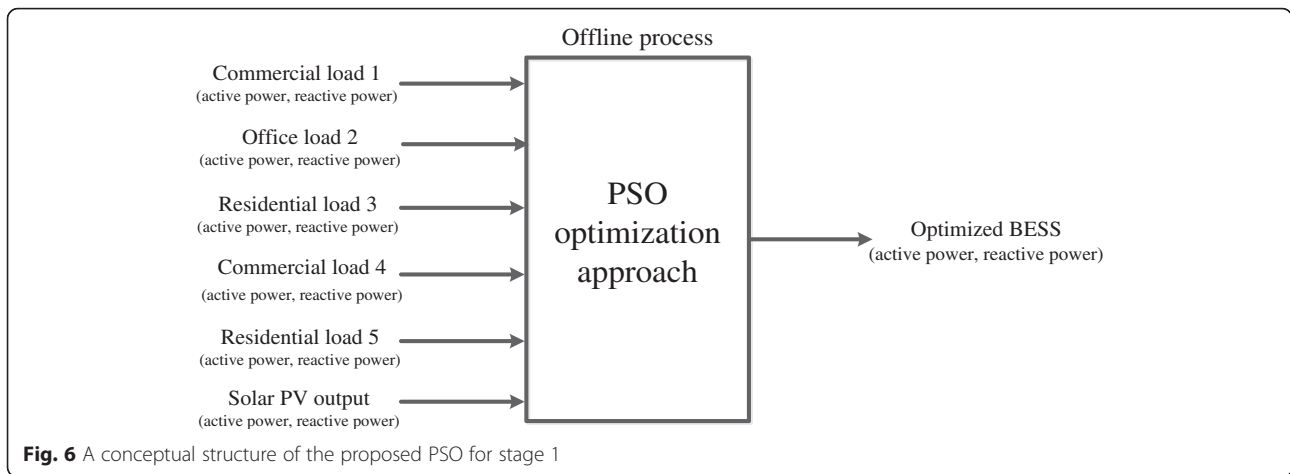 Offline process
Commercial load 1
(active power, reactive power)
Office load 2
(active power, reactive power)
Residential load 3
(active power, reactive power)
Commercial load 4
(active power, reactive power)
Residential load 5
(active power, reactive power)
Solar PV output
(active power, reactive power)
PSO
optimization
approach
Optimized BESS
(active power, reactive power)
Fig. 6 A conceptual structure of the proposed PSO for stage 1